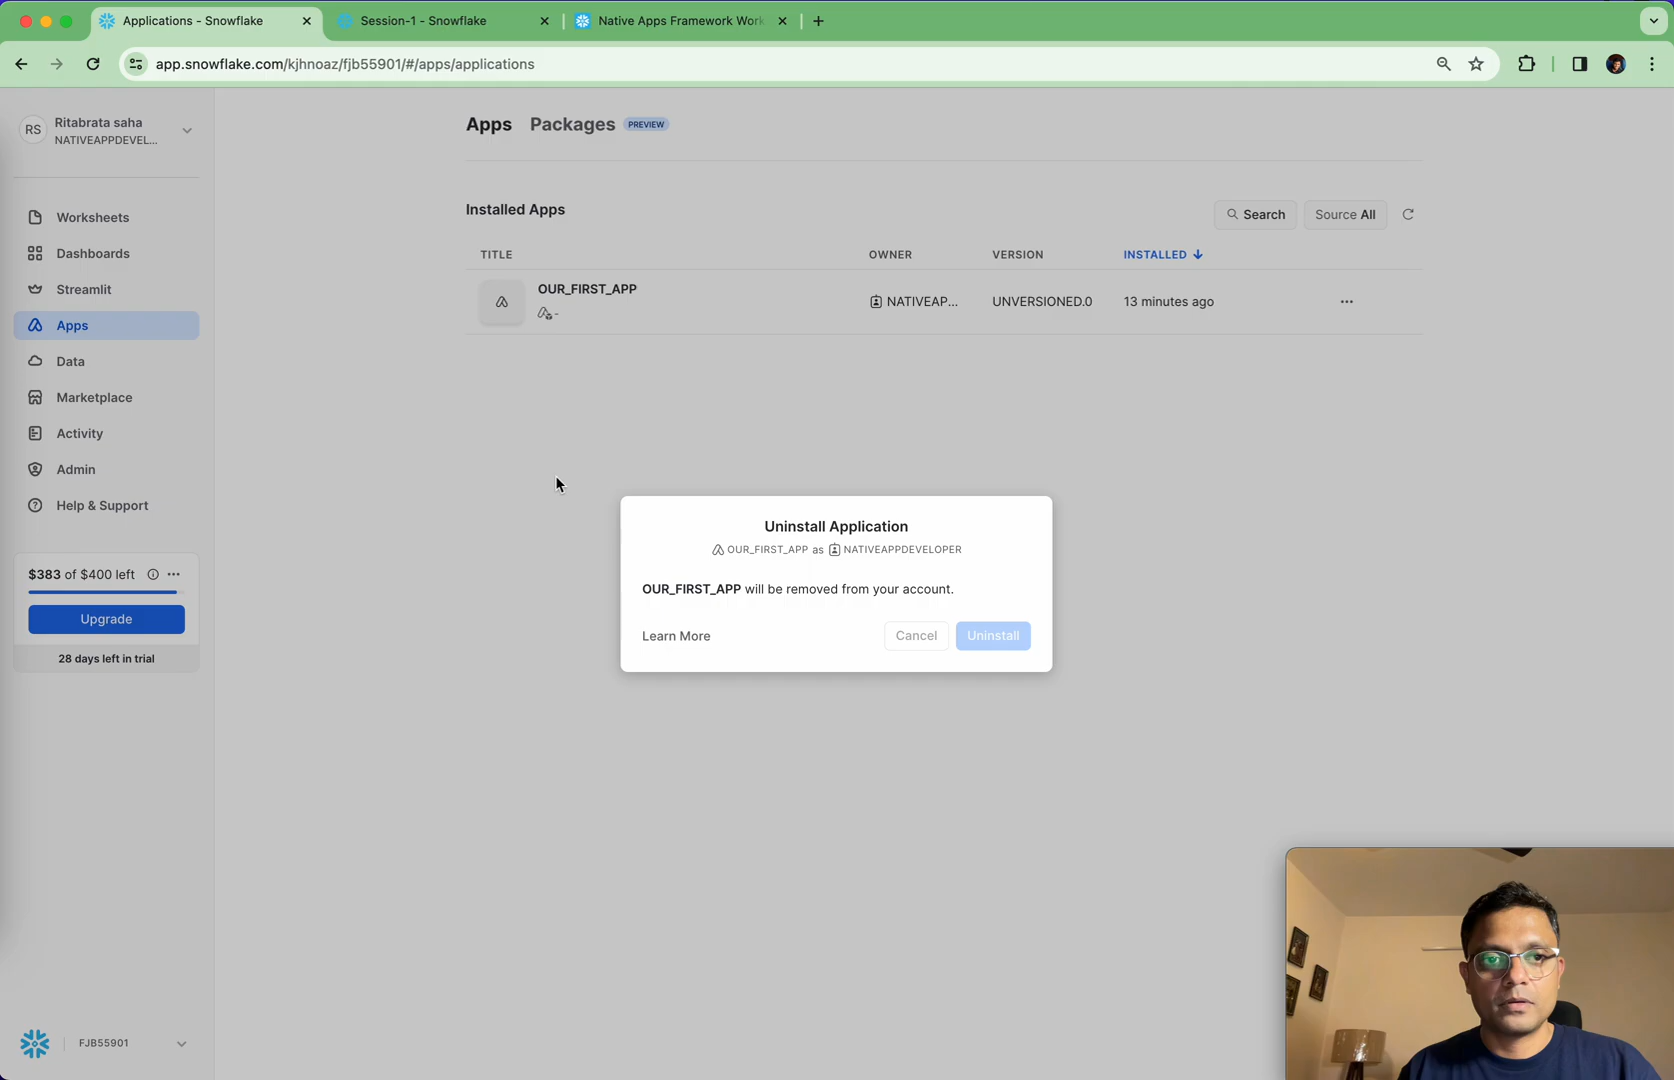 Applications - Snowflake
Session-1 - Snowflake
Native Apps Framework Work
app.snowflake.com/kjhnoaz/fjb55901/#/apps/applications
RS
Ritabrata saha
NATIVEAPPDEVEL...
Worksheets
Dashboards
Streamlit
Apps
Data
Marketplace
Activity
Admin
Help & Support
$383 of $400 left
Upgrade
28 days left in trial
FJB55901
Apps Packages PREVIEW
Installed Apps
Search
Source All
TITLE OWNER VERSION INSTALLED
OUR_FIRST_APP
-
NATIVEAP... UNVERSIONED.0 13 minutes ago
Uninstall Application
OUR_FIRST_APP as NATIVEAPPDEVELOPER
OUR_FIRST_APP will be removed from your account.
Learn More Cancel Uninstall